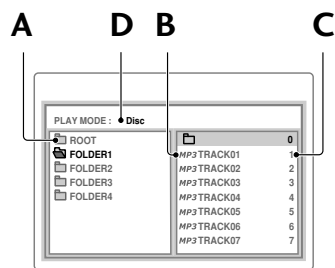 A D B C
PLAY MODE : Disc
ROOT
FOLDER1
FOLDER2
FOLDER3
FOLDER4
0
MP3 TRACK01 1
MP3 TRACK02 2
MP3 TRACK03 3
MP3 TRACK04 4
MP3 TRACK05 5
MP3 TRACK06 6
MP3 TRACK07 7